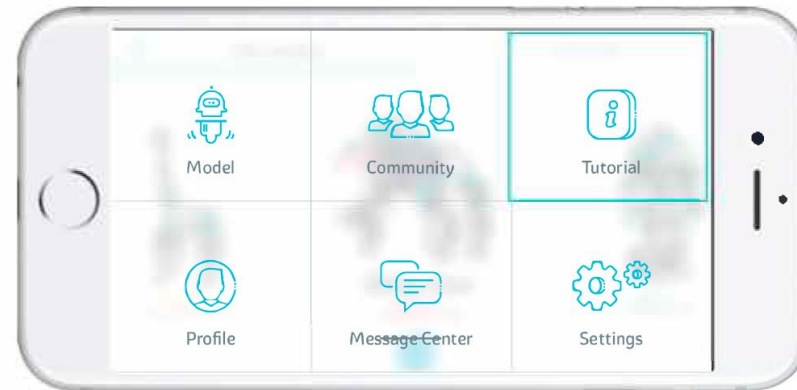 Model
Community
Tutorial
Profile
Message Center
Settings